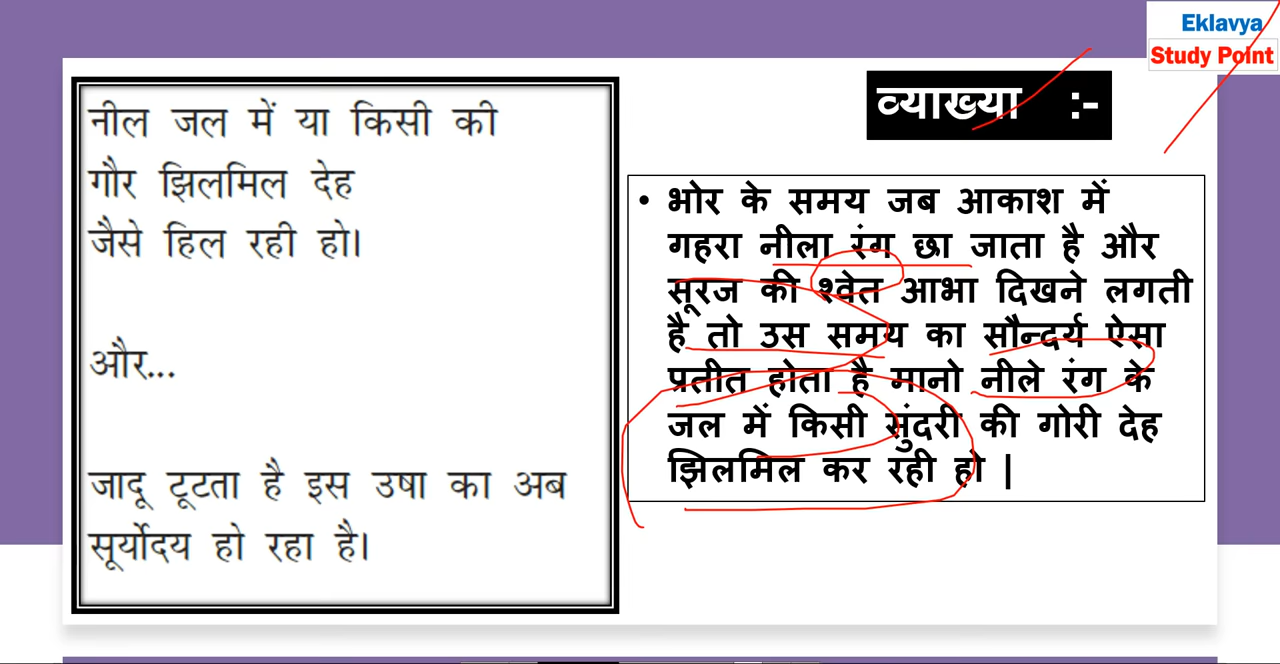 Eklavya
Study Point
नील जल में या किसी की
गौर झिलमिल देह
जैसे हिल रही हो।
और...
जादू टूटता है इस उषा का अब
सूर्योदय हो रहा है।
व्याख्या :-
• भोर के समय जब आकाश में
गहरा नीला रंग छा जाता है और
सूरज की श्वेत आभा दिखने लगती
है तो उस समय का सौन्दर्य ऐसा
प्रतीत होता है मानो नीले रंग के
जल में किसी सुंदरी की गोरी देह
झिलमिल कर रही हो |